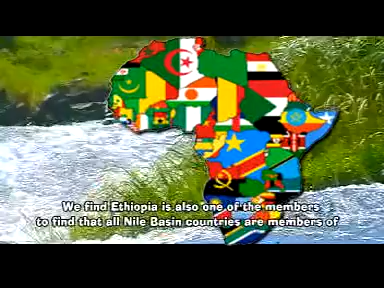 We find Ethiopia is also one of the members
to find that all Nile Basin countries are members of